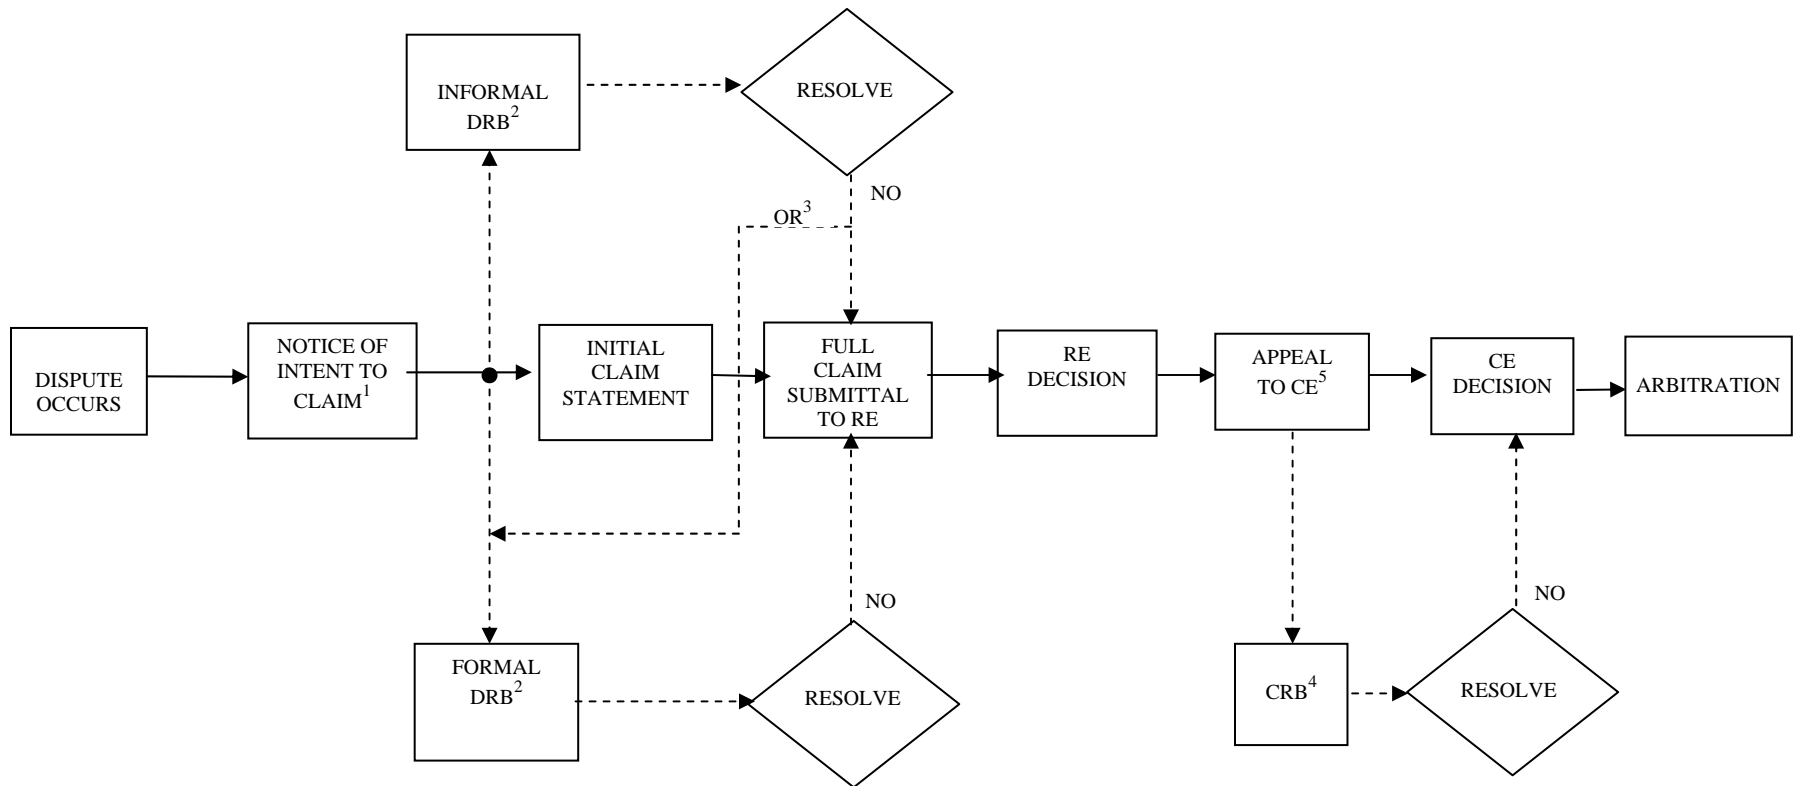 INFORMAL
DRB²
RESOLVE
NO
OR³
DISPUTE
OCCURS
NOTICE OF
INTENT TO
CLAIM¹
INITIAL
CLAIM
STATEMENT
FULL
CLAIM
SUBMITTAL
TO RE
RE
DECISION
APPEAL
TO CE⁵
CE
DECISION
ARBITRATION
NO
FORMAL
DRB²
RESOLVE
CRB⁴
RESOLVE
NO